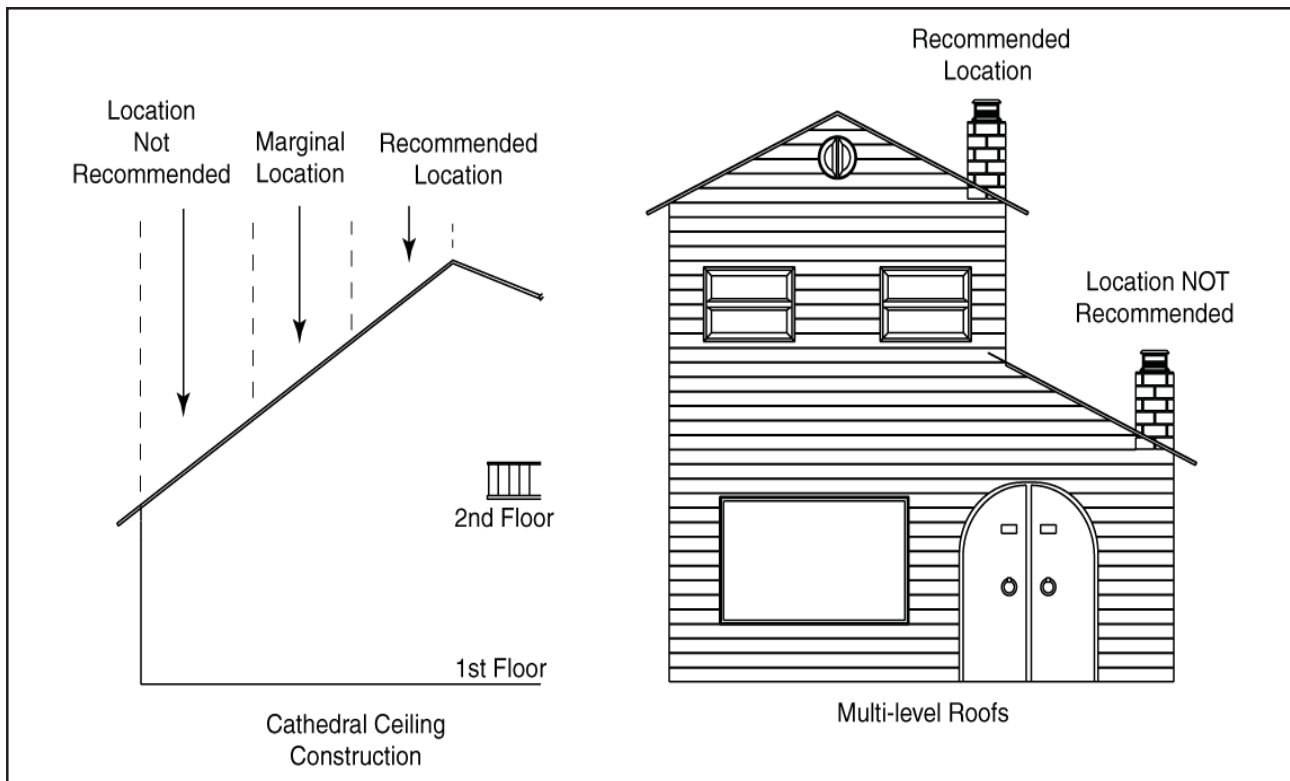 Location
Not
Recommended
Marginal
Location
Recommended
Location
2nd Floor
1st Floor
Cathedral Ceiling
Construction
Recommended
Location
Location NOT
Recommended
Multi-level Roofs